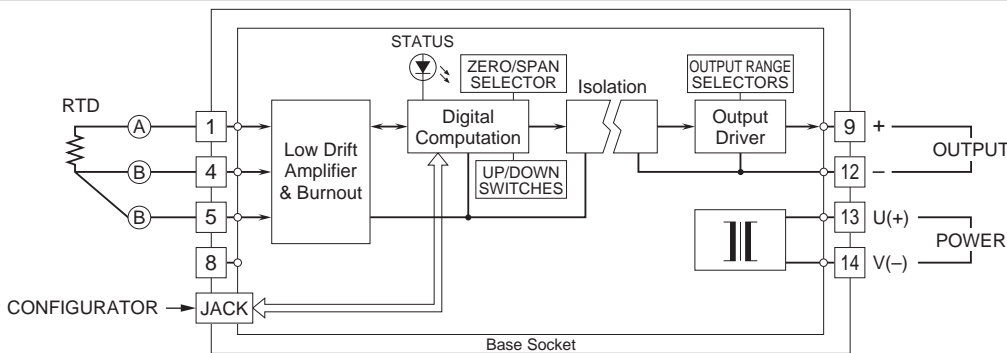 STATUS
ZERO/SPAN
SELECTOR
OUTPUT RANGE
SELECTORS
Isolation
RTD
A
1
Low Drift
Amplifier
& Burnout
Digital
Computation
Output
Driver
9
+
OUTPUT
B
4
UP/DOWN
SWITCHES
12
–
B
5
13
U(+)
POWER
8
14
V(–)
CONFIGURATOR
JACK
Base Socket